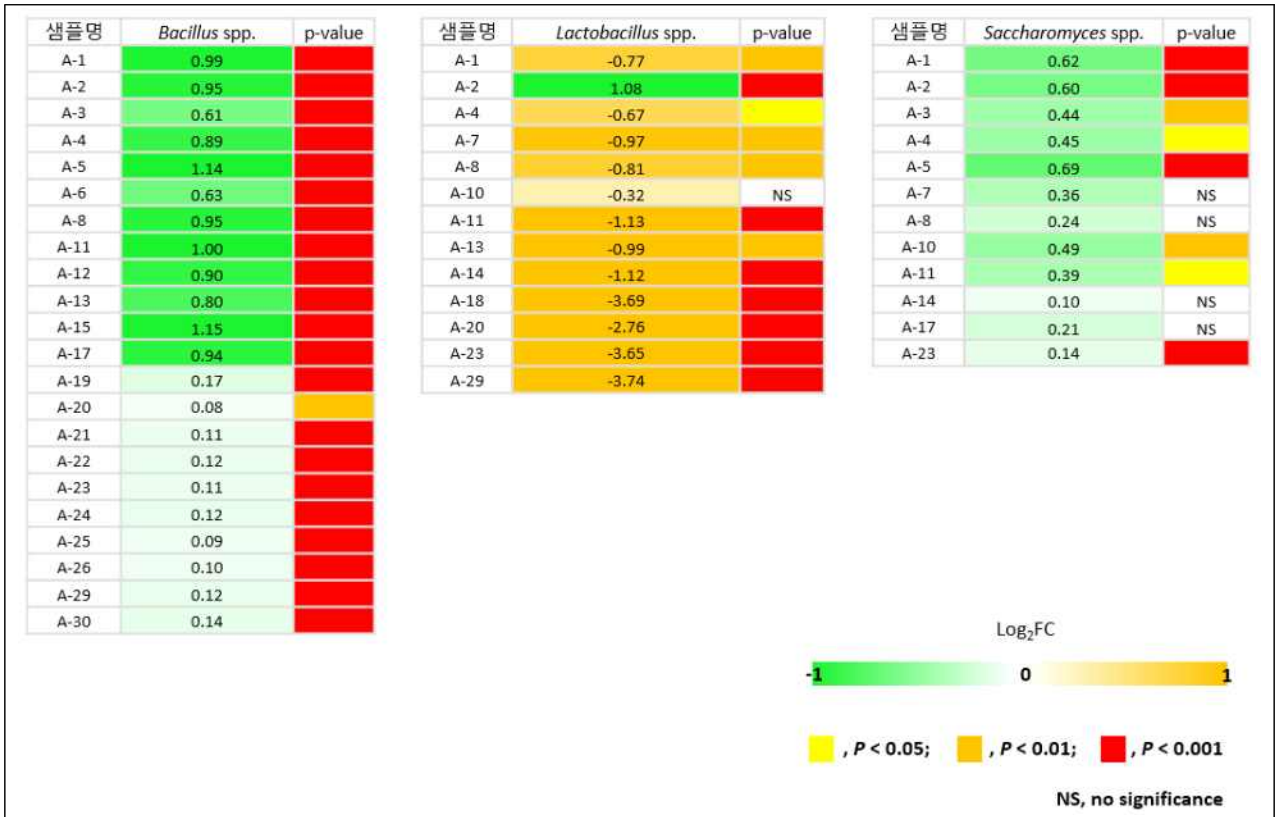 샘플명 Bacillus spp. p-value
A-1 0.99
A-2 0.95
A-3 0.61
A-4 0.89
A-5 1.14
A-6 0.63
A-8 0.95
A-11 1.00
A-12 0.90
A-13 0.80
A-15 1.15
A-17 0.94
A-19 0.17
A-20 0.08
A-21 0.11
A-22 0.12
A-23 0.11
A-24 0.12
A-25 0.09
A-26 0.10
A-29 0.12
A-30 0.14
샘플명 Lactobacillus spp. p-value
A-1 -0.77
A-2 1.08
A-4 -0.67
A-7 -0.97
A-8 -0.81
A-10 -0.32 NS
A-11 -1.13
A-13 -0.99
A-14 -1.12
A-18 -3.69
A-20 -2.76
A-23 -3.65
A-29 -3.74
샘플명 Saccharomyces spp. p-value
A-1 0.62
A-2 0.60
A-3 0.44
A-4 0.45
A-5 0.69
A-7 0.36 NS
A-8 0.24 NS
A-10 0.49
A-11 0.39
A-14 0.10 NS
A-17 0.21 NS
A-23 0.14
Log₂FC
-1 0 1
, P < 0.05; , P < 0.01; , P < 0.001
NS, no significance